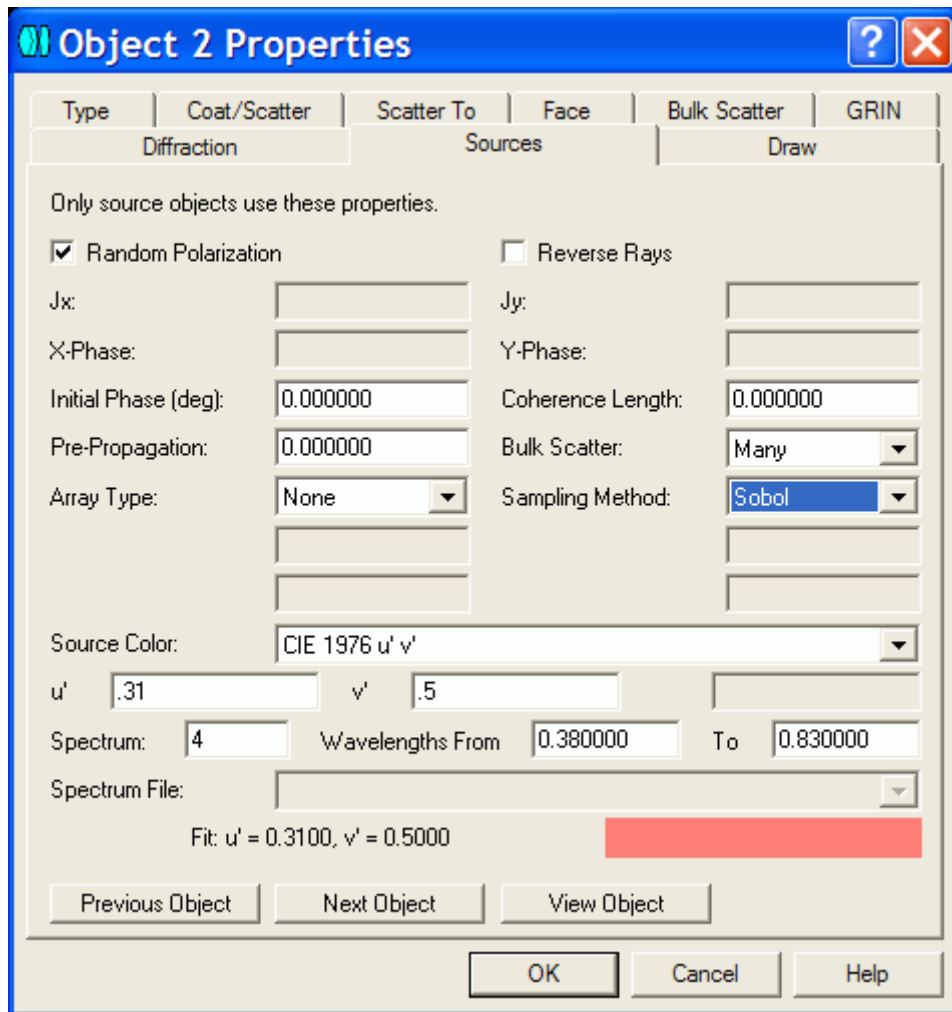 Object 2 Properties
Type Coat/Scatter Scatter To Face Bulk Scatter GRIN
Diffraction Sources Draw
Only source objects use these properties.
Random Polarization Reverse Rays
Jx: Jy:
X-Phase: Y-Phase:
Initial Phase (deg): 0.000000 Coherence Length: 0.000000
Pre-Propagation: 0.000000 Bulk Scatter: Many
Array Type: None Sampling Method: Sobol
Source Color: CIE 1976 u' v'
u' .31 v' .5
Spectrum: 4 Wavelengths From 0.380000 To 0.830000
Spectrum File:
Fit: u' = 0.3100, v' = 0.5000
Previous Object Next Object View Object
OK Cancel Help